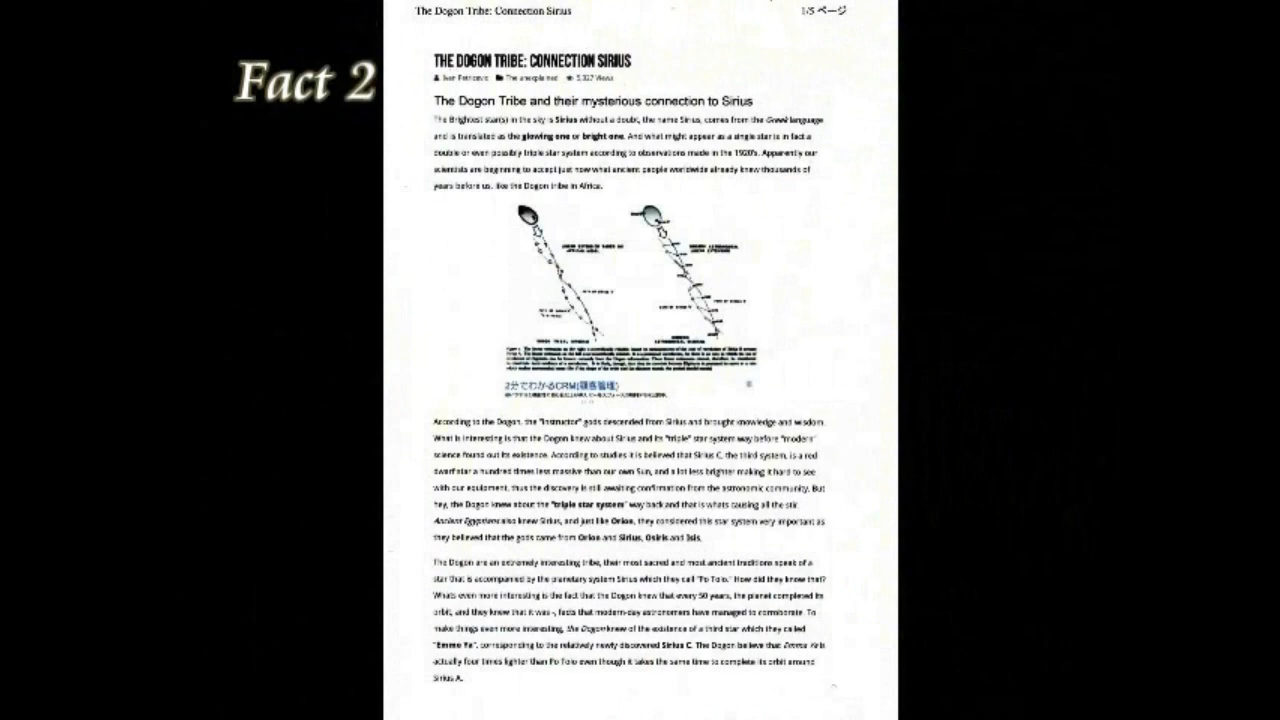 The Dogon Tribe: Connection Sirius
1/5 ページ
Fact 2
THE DOGON TRIBE: CONNECTION SIRIUS
Ivan Petricevic The unexplained 5,327 Views
The Dogon Tribe and their mysterious connection to Sirius
The Brightest star(s) in the sky is Sirius without a doubt, the name Sirius, comes from the Greek language
and is translated as the glowing one or bright one. And what might appear as a single star is in fact a
double or even possibly triple star system according to observations made in the 1920's. Apparently our
scientists are beginning to accept just now what ancient people worldwide already knew thousands of
years before us, like the Dogon tribe in Africa.
2分でわかるCRM(顧客管理)
According to the Dogon, the "Instructor" gods descended from Sirius and brought knowledge and wisdom.
What is interesting is that the Dogon knew about Sirius and its "triple" star system way before "modern"
science found out its existence. According to studies it is believed that Sirius C, the third system, is a red
dwarf star a hundred times less massive than our own Sun, and a lot less brighter making it hard to see
with our equipment, thus the discovery is still awaiting confirmation from the astronomic community. But
hey, the Dogon knew about the "triple star system" way back and that is whats causing all the stir.
Ancient Egyptians also knew Sirius, and just like Orion, they considered this star system very important as
they believed that the gods came from Orion and Sirius, Osiris and Isis.
The Dogon are an extremely interesting tribe, their most sacred and most ancient traditions speak of a
star that is accompanied by the planetary system Sirius which they call "Po Tolo." How did they know that?
Whats even more interesting is the fact that the Dogon knew that every 50 years, the planet completed its
orbit, and they knew that it was -, facts that modern-day astronomers have managed to corroborate. To
make things even more interesting, the Dogon knew of the existence of a third star which they called
"Emme Ya", corresponding to the relatively newly discovered Sirius C. The Dogon believe that Emme Ya is
actually four times lighter than Po Tolo even though it takes the same time to complete its orbit around
Sirius A.